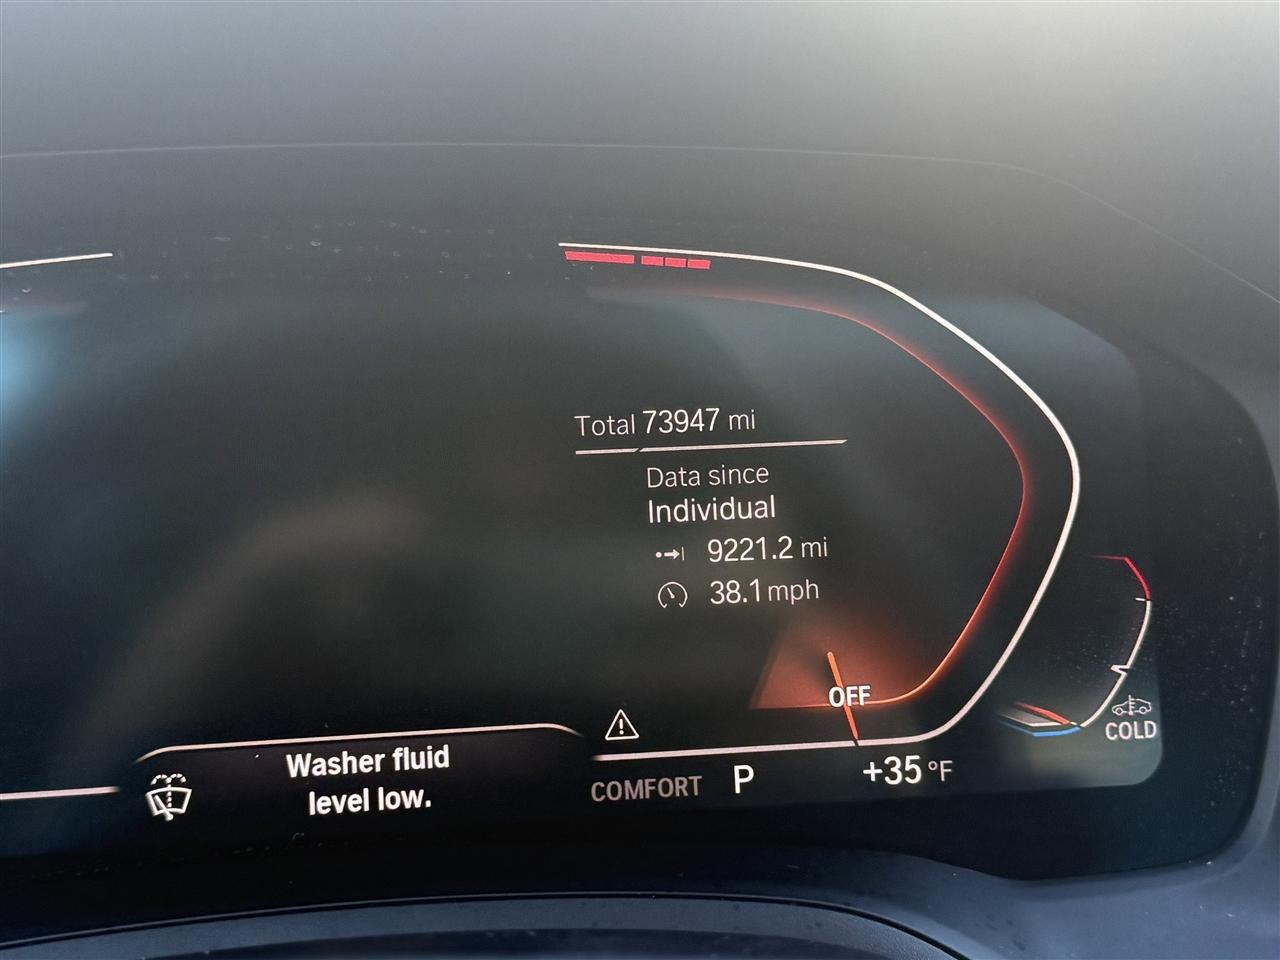 Total 73947 mi
Data since
Individual
9221.2 mi
38.1 mph
OFF
COLD
Washer fluid
level low.
COMFORT P +35 °F